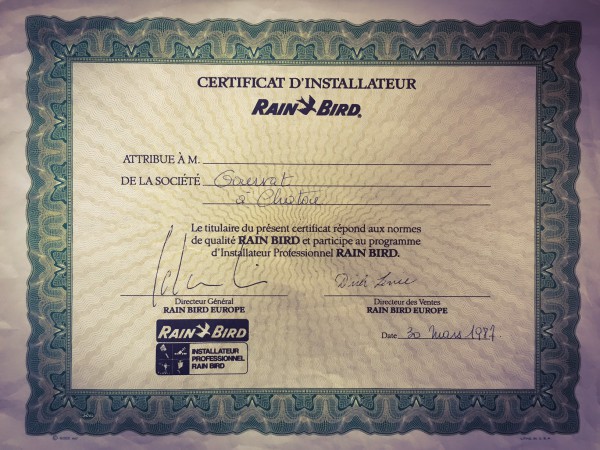 CERTIFICAT D'INSTALLATEUR
RAIN BIRD®
ATTRIBUE À M.
DE LA SOCIÉTÉ
à
Le titulaire du présent certificat répond aux normes
de qualité RAIN BIRD et participe au programme
d'Installateur Professionnel RAIN BIRD.
Directeur Général
RAIN BIRD EUROPE
Directeur des Ventes
RAIN BIRD EUROPE
RAIN BIRD
INSTALLATEUR
PROFESSIONNEL
RAIN BIRD
Date 30 Mars 1987.